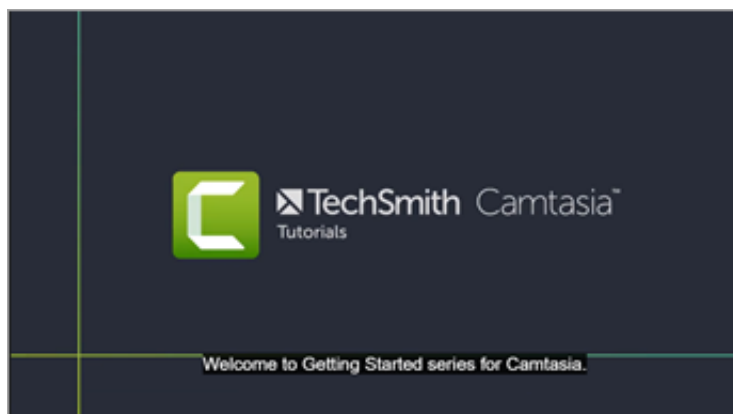 TechSmith Camtasia™
Tutorials
Welcome to Getting Started series for Camtasia.